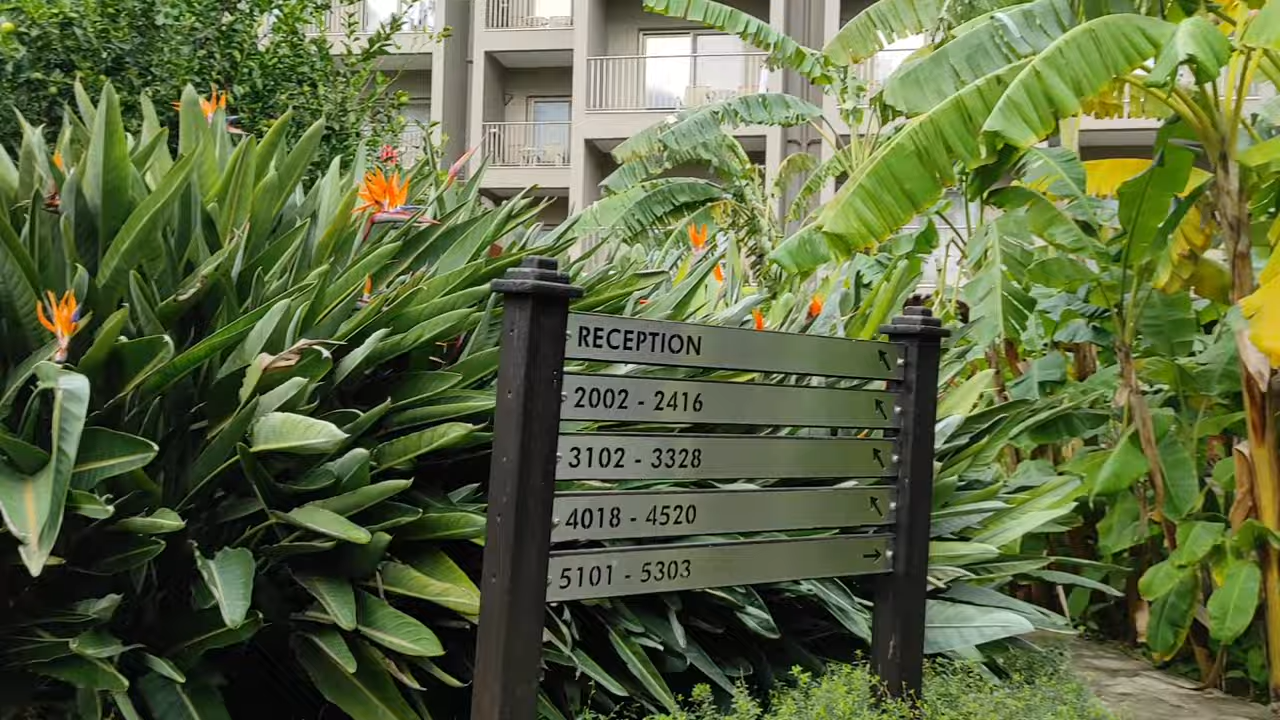 RECEPTION
2002 - 2416
3102 - 3328
4018 - 4520
5101 - 5303